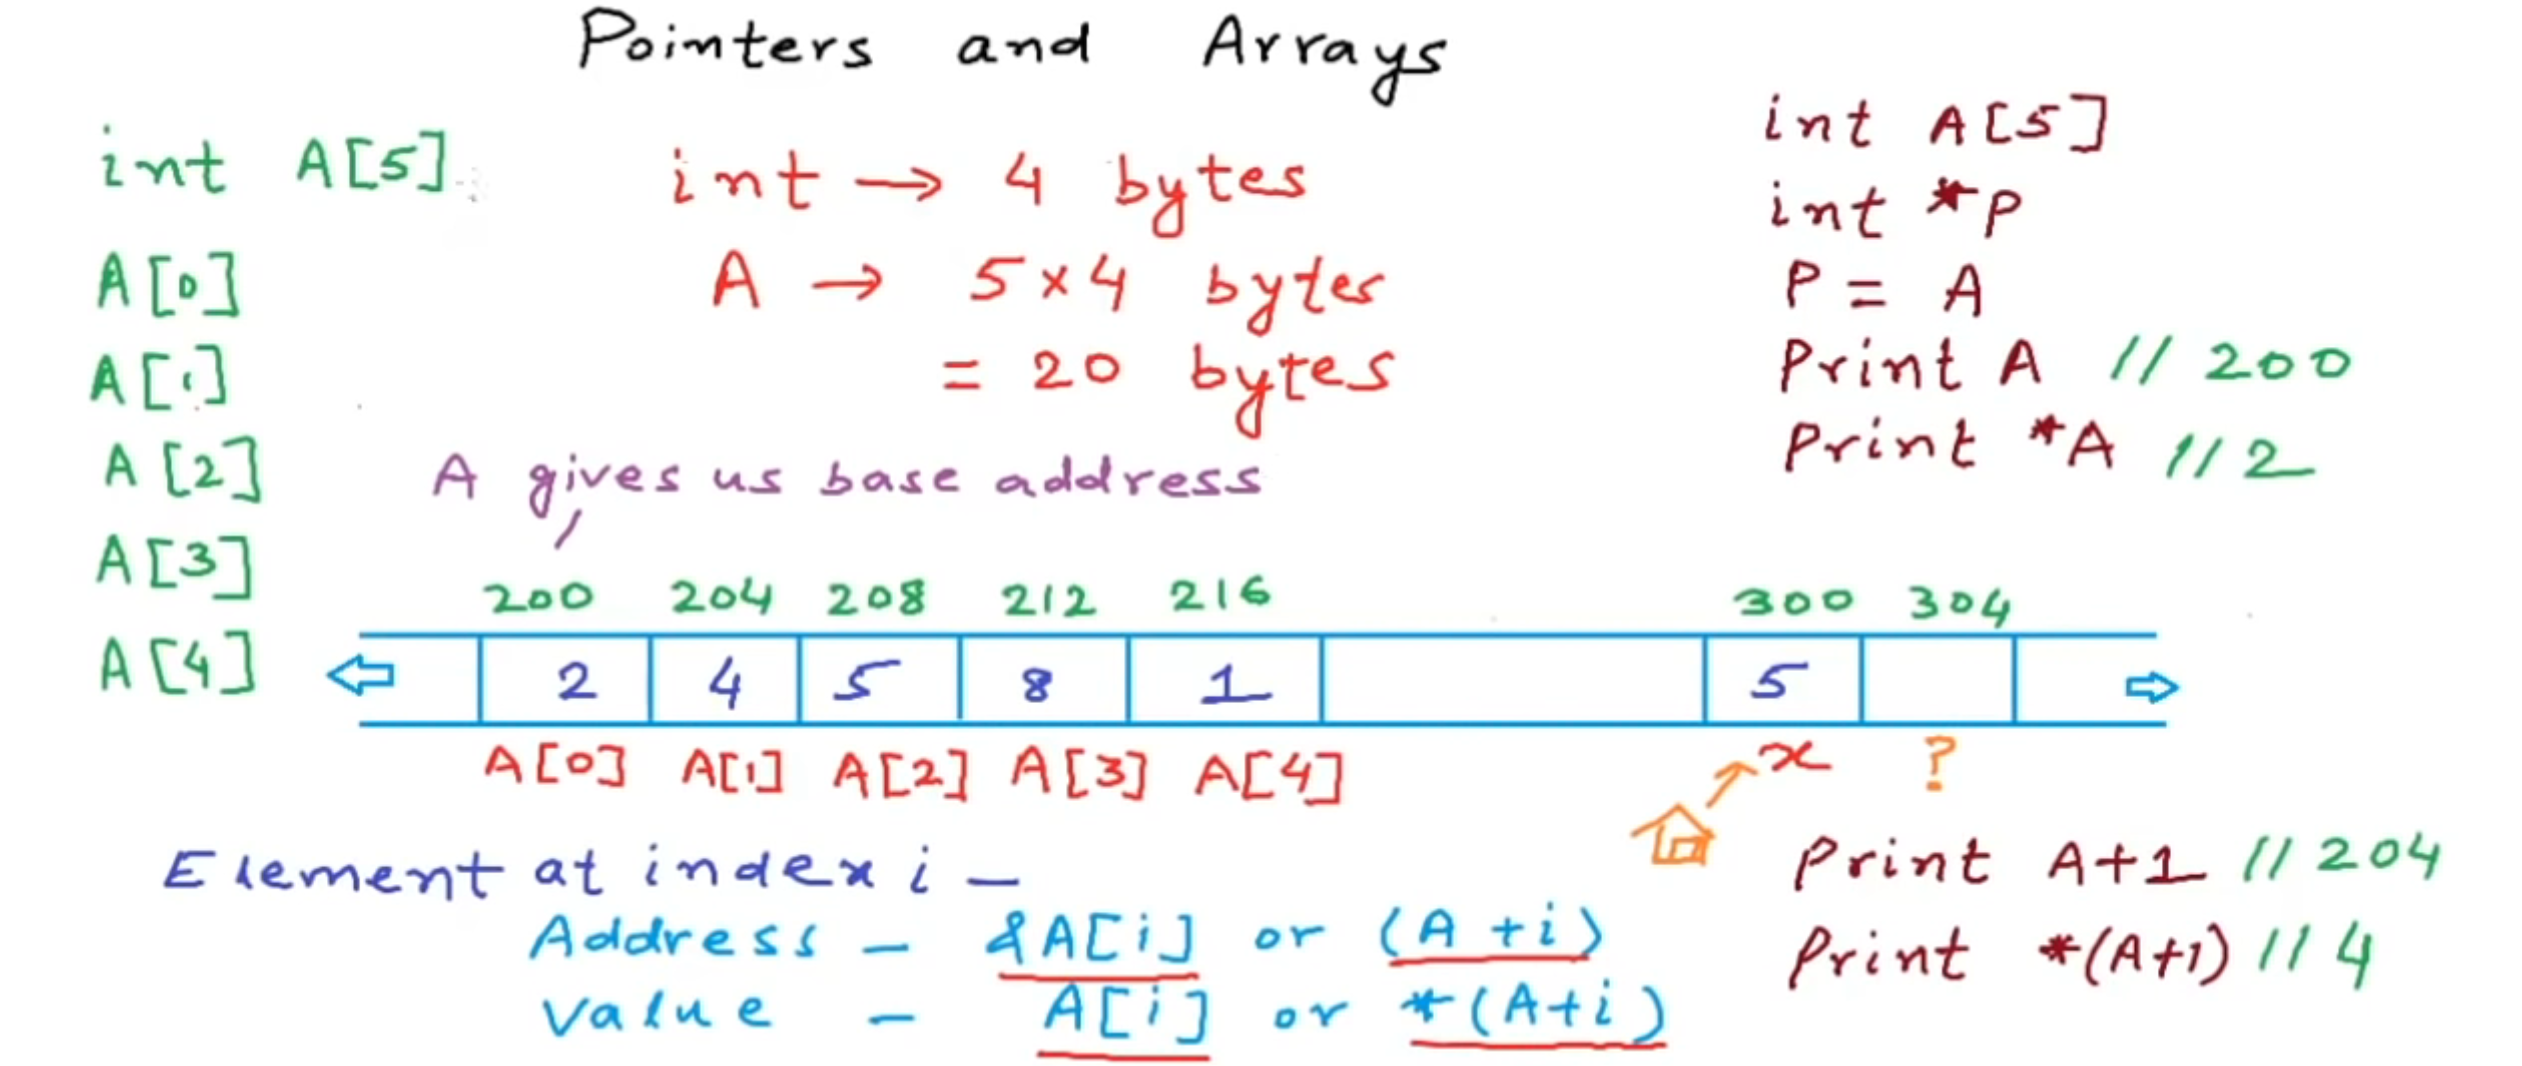 Pointers and Arrays
int A[5]
A[0]
A[1]
A[2]
A[3]
A[4]
int → 4 bytes
A → 5 x 4 bytes
= 20 bytes
A gives us base address
int A[5]
int *P
P = A
Print A // 200
Print *A // 2
200 204 208 212 216 300 304
2 4 5 8 1 5
A[0] A[1] A[2] A[3] A[4] x ?
Element at index i –
Address – &A[i] or (A + i)
Value – A[i] or *(A+i)
Print A+1 // 204
Print *(A+1) // 4